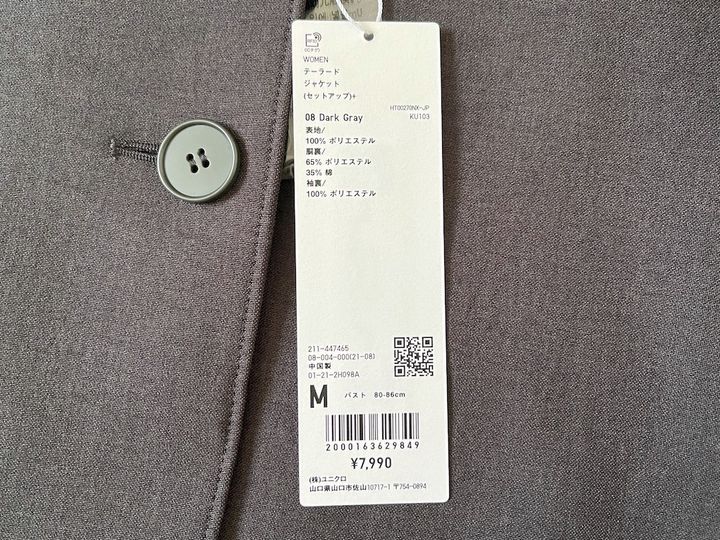 WOMEN
テーラード
ジャケット
(セットアップ)+
HT00270NX-JP
08 Dark Gray KU103
表地/
100% ポリエステル
胴裏/
65% ポリエステル
35% 綿
袖裏/
100% ポリエステル
211-447465
08-004-000(21-08)
中国製
01-21-2H098A
M バスト 80-86cm
2000163629849
¥7,990
(株)ユニクロ
山口県山口市佐山10717-1 〒754-0894